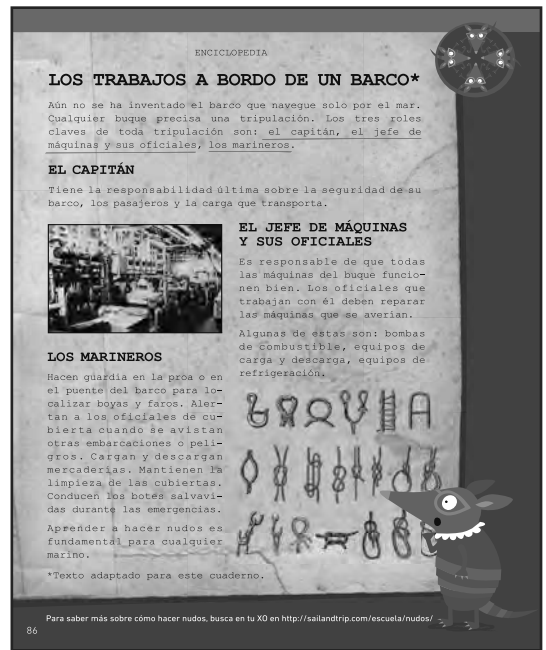 ENCICLOPEDIA
LOS TRABAJOS A BORDO DE UN BARCO*
Aún no se ha inventado el barco que navegue solo por el mar.
Cualquier buque precisa una tripulación. Los tres roles
claves de toda tripulación son: el capitán, el jefe de
máquinas y sus oficiales, los marineros.
EL CAPITÁN
Tiene la responsabilidad última sobre la seguridad de su
barco, los pasajeros y la carga que transporta.
EL JEFE DE MÁQUINAS
Y SUS OFICIALES
Es responsable de que todas
las máquinas del buque funcio-
nen bien. Los oficiales que
trabajan con él deben reparar
las máquinas que se averían.
Algunas de estas son: bombas
de combustible, equipos de
carga y descarga, equipos de
refrigeración.
LOS MARINEROS
Hacen guardia en la proa o en
el puente del barco para lo-
calizar boyas y faros. Aler-
tan a los oficiales de cu-
bierta cuando se avistan
otras embarcaciones o peli-
gros. Cargan y descargan
mercaderías. Mantienen la
limpieza de las cubiertas.
Conducen los botes salvavi-
das durante las emergencias.
Aprender a hacer nudos es
fundamental para cualquier
marino.
*Texto adaptado para este cuaderno.
Para saber más sobre cómo hacer nudos, busca en tu XO en http://sailandtrip.com/escuela/nudos/
86